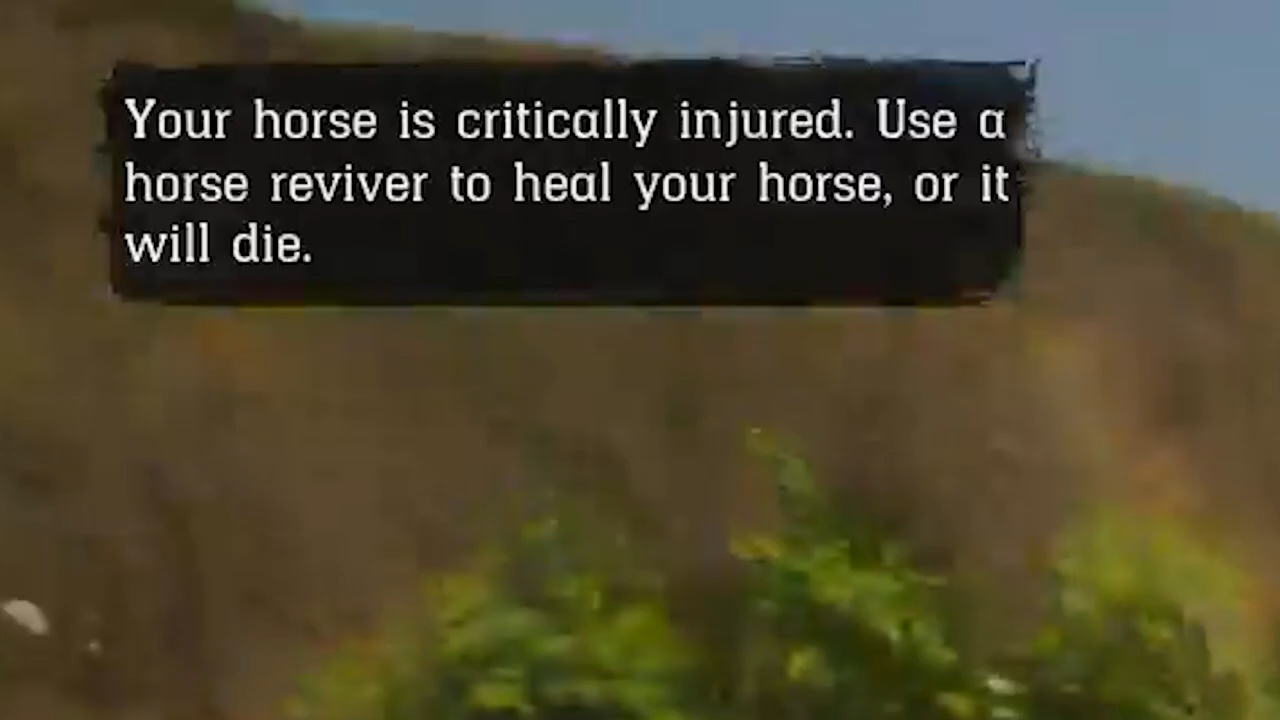 Your horse is critically injured. Use a
horse reviver to heal your horse, or it
will die.